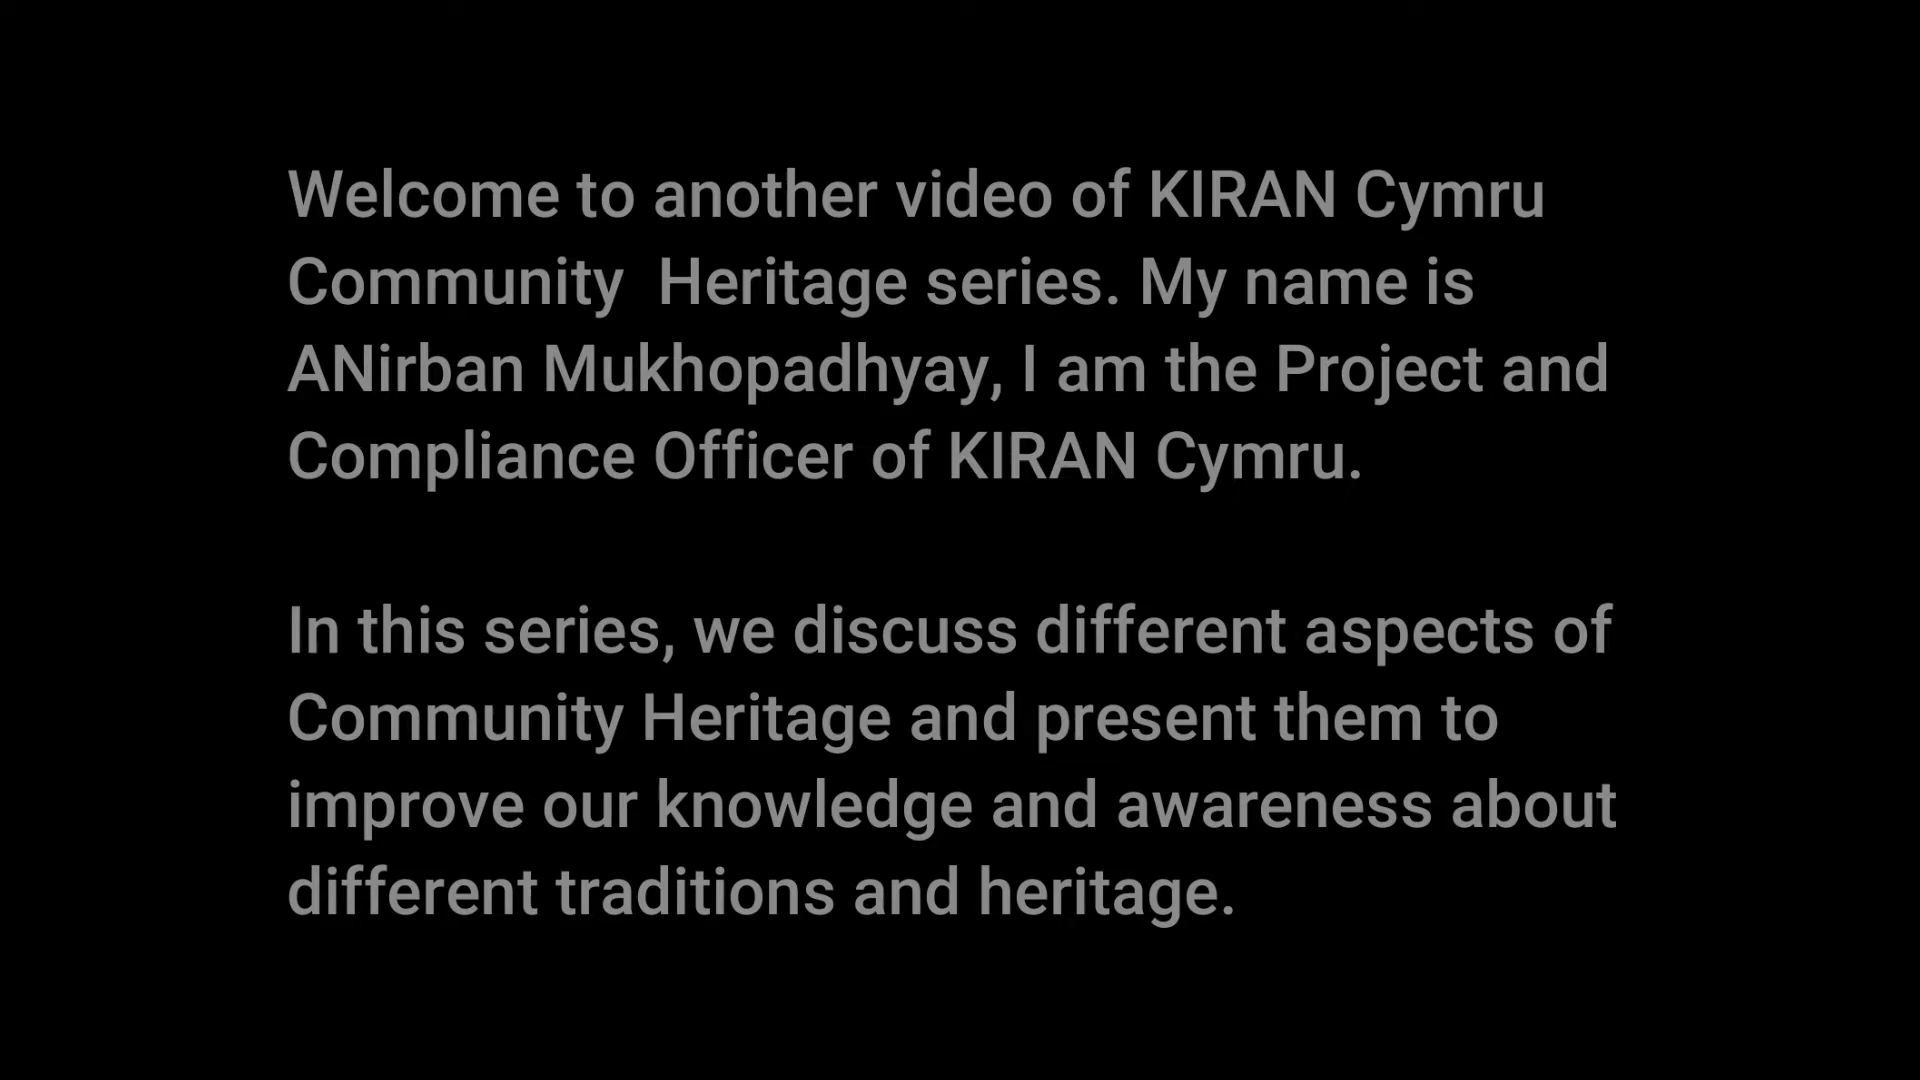 Welcome to another video of KIRAN Cymru
Community  Heritage series. My name is
ANirban Mukhopadhyay, I am the Project and
Compliance Officer of KIRAN Cymru.
In this series, we discuss different aspects of
Community Heritage and present them to
improve our knowledge and awareness about
different traditions and heritage.